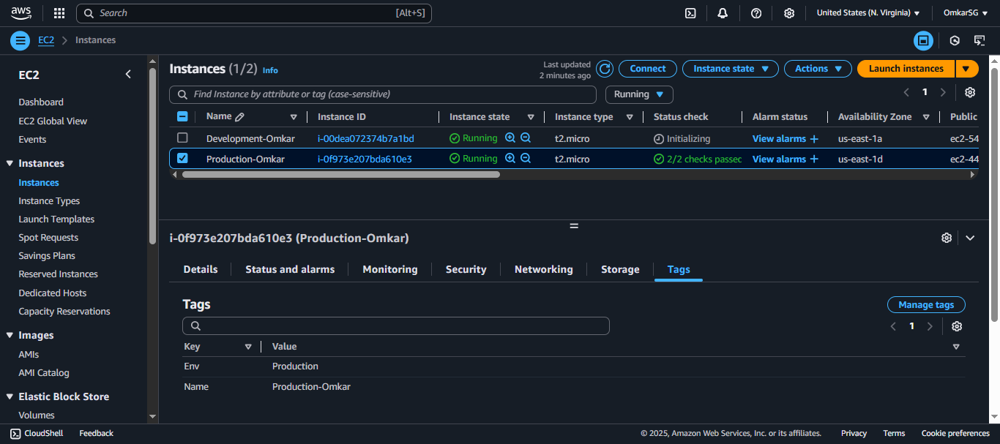 aws
Search [Alt+S]
United States (N. Virginia)
OmkarSG
EC2
Instances
EC2
Dashboard
EC2 Global View
Events
Instances
Instances
Instance Types
Launch Templates
Spot Requests
Savings Plans
Reserved Instances
Dedicated Hosts
Capacity Reservations
Images
AMIs
AMI Catalog
Elastic Block Store
Volumes
Instances (1/2) Info
Last updated
2 minutes ago
Connect
Instance state
Actions
Launch instances
Find Instance by attribute or tag (case-sensitive)
Running
1
Name Instance ID Instance state Instance type Status check Alarm status Availability Zone Public
Development-Omkar i-00dea072374b7a1bd Running t2.micro Initializing View alarms + us-east-1a ec2-54
Production-Omkar i-0f973e207bda610e3 Running t2.micro 2/2 checks passec View alarms + us-east-1d ec2-44
i-0f973e207bda610e3 (Production-Omkar)
Details
Status and alarms
Monitoring
Security
Networking
Storage
Tags
Tags
Manage tags
1
Key Value
Env Production
Name Production-Omkar
CloudShell
Feedback
© 2025, Amazon Web Services, Inc. or its affiliates.
Privacy
Terms
Cookie preferences